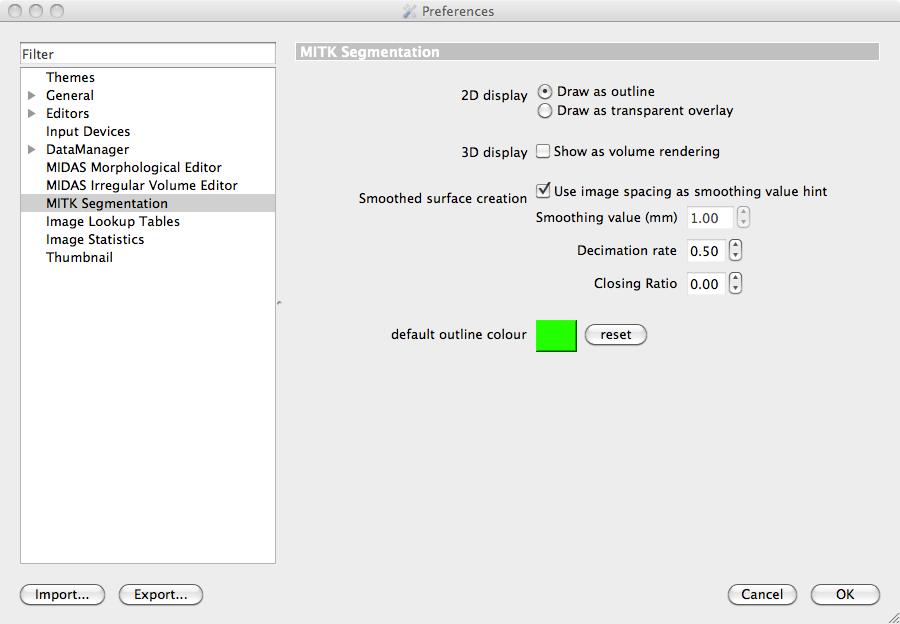 Preferences
Filter
Themes
General
Editors
Input Devices
DataManager
MIDAS Morphological Editor
MIDAS Irregular Volume Editor
MITK Segmentation
Image Lookup Tables
Image Statistics
Thumbnail
MITK Segmentation
2D display
Draw as outline
Draw as transparent overlay
3D display
Show as volume rendering
Smoothed surface creation
Use image spacing as smoothing value hint
Smoothing value (mm) 1.00
Decimation rate 0.50
Closing Ratio 0.00
default outline colour
reset
Import...
Export...
Cancel
OK